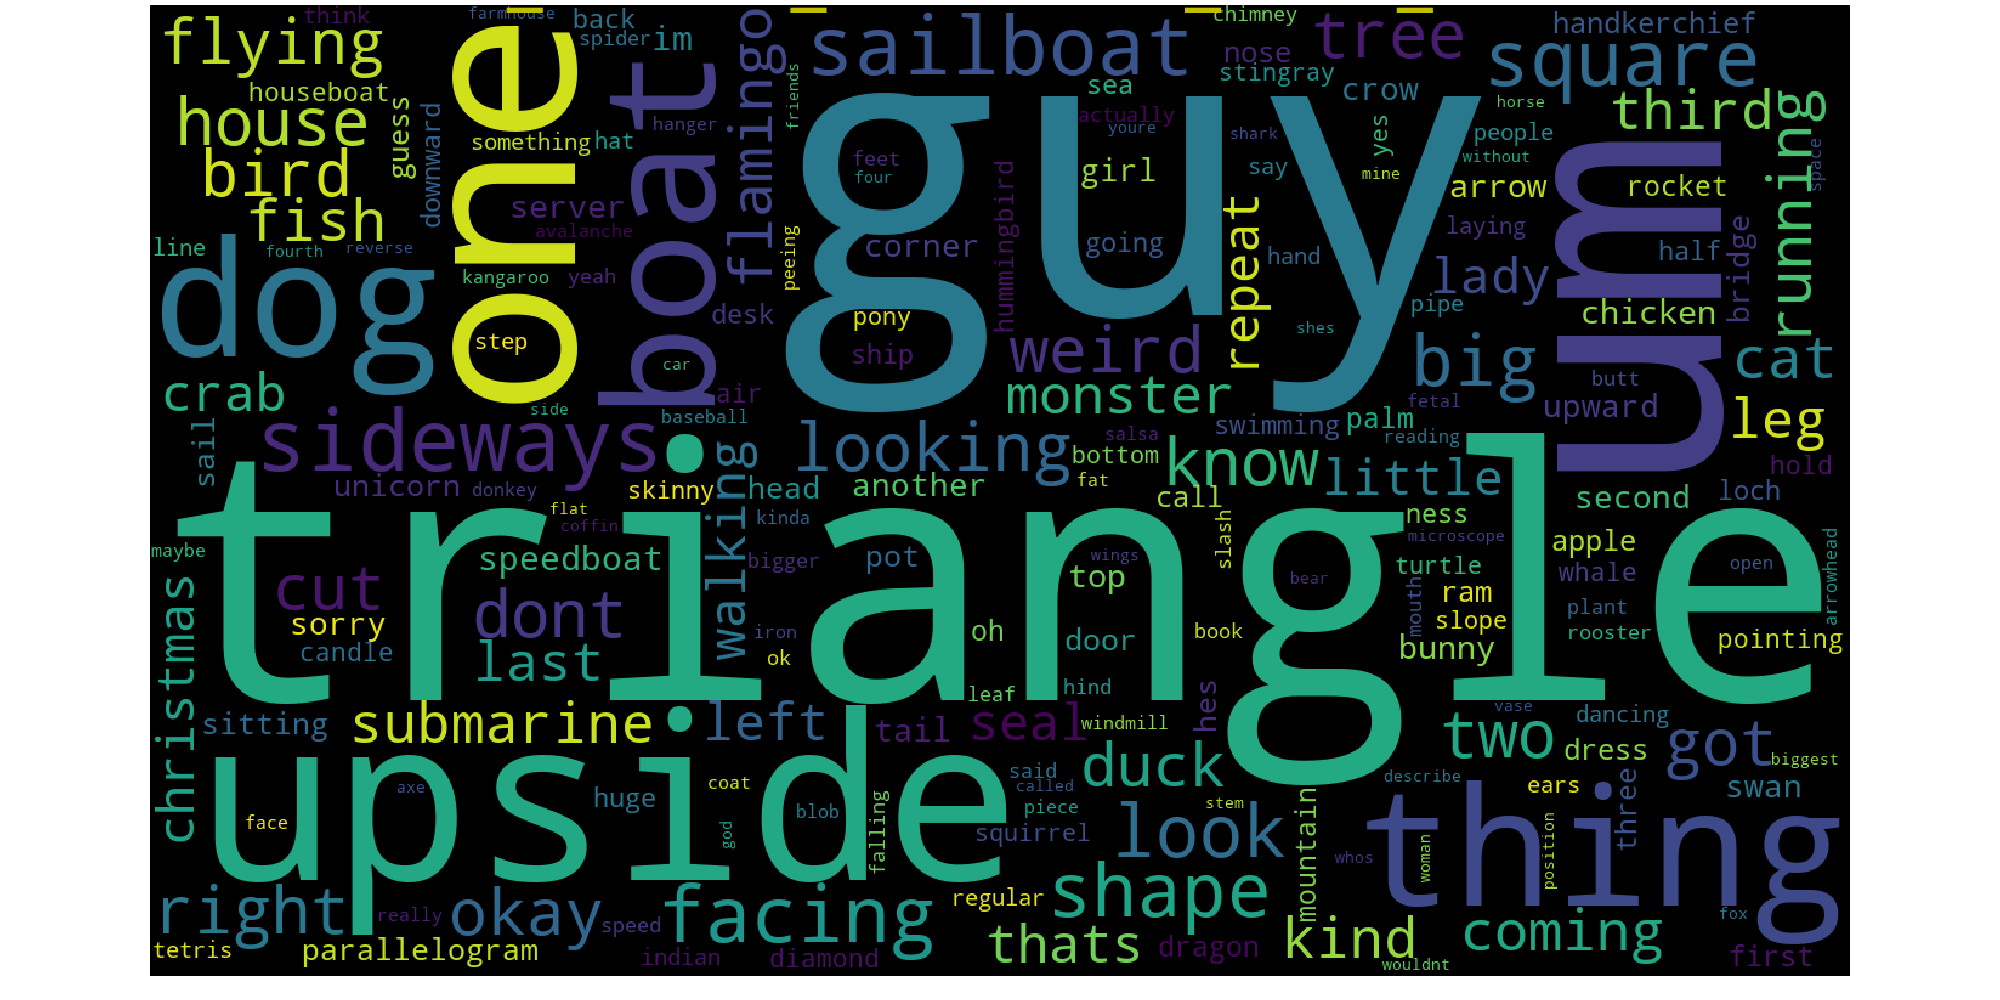 think
farmhouse
back
spider
im
flying
houseboat
house
guess
bird
fish
downward
something
hat
one
boat
hanger
flamingo
friends
sailboat
guy
chimney
nose
tree
handkerchief
square
stingray
sea
crow
actually
youre
horse
third
people
without
yes
shark
say
mine
girl
feet
four
arrow
rocket
space
running
um
server
avalanche
line
fourth
reverse
kangaroo
yeah
peeing
corner
hummingbird
going
repeat
hand
laying
half
bridge
lady
pipe
chicken
dog
step
desk
pony
ship
weird
shes
big
cat
car
air
crab
side
baseball
monster
palm
butt
fetal
upward
leg
sideways
looking
salsa
swimming
reading
bottom
know
little
hold
sail
unicorn
donkey
skinny
head
another
fat
call
second
loch
walking
triangle
flat
coffin
kinda
slash
ness
microscope
maybe
speedboat
bigger
pot
wings
top
bear
turtle
apple
whale
open
arrowhead
christmas
cut
sorry
candle
dont
last
iron
ok
oh
door
book
ram
slope
mouth
plant
rooster
pointing
bunny
leaf
hind
hes
sitting
submarine
left
tail
seal
windmill
vase
dancing
two
dress
got
biggest
upside
axe
face
huge
coat
god
blob
falling
said
called
piece
squirrel
duck
stem
look
describe
ears
three
swan
mountain
thing
whos
woman
position
right
really
okay
speed
facing
regular
shape
fox
tetris
parallelogram
indian
diamond
thats
dragon
kind
wouldnt
coming
first